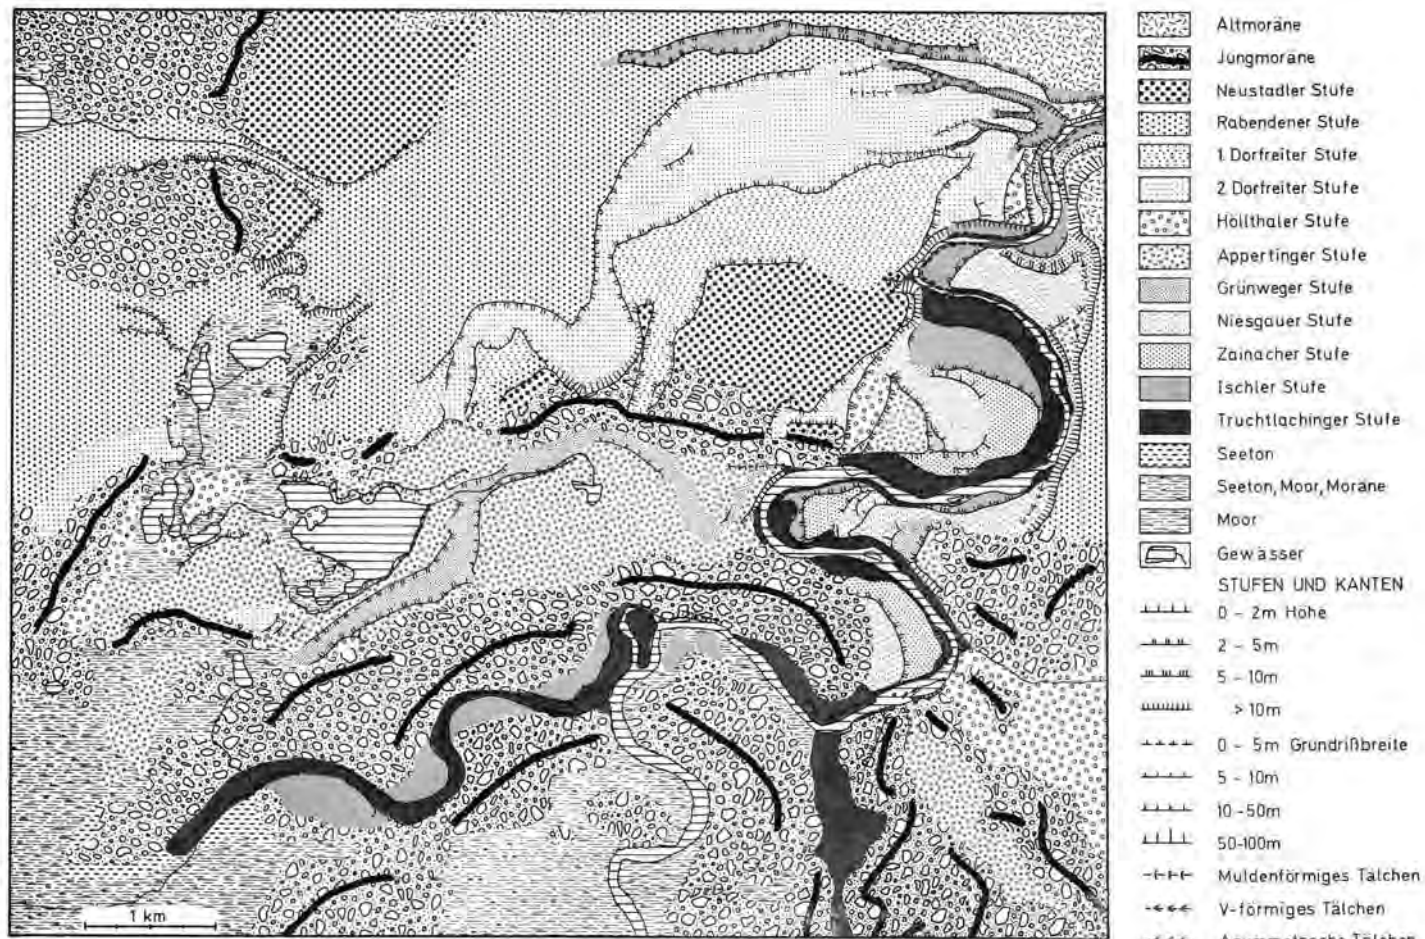 Altmoräne
Jungmoräne
Neustadler Stufe
Rabendener Stufe
1. Dorfreiter Stufe
2. Dorfreiter Stufe
Höllthaler Stufe
Appertinger Stufe
Grünweger Stufe
Niesgauer Stufe
Zainacher Stufe
Ischler Stufe
Truchtlachinger Stufe
Seeton
Seeton, Moor, Moräne
Moor
Gewässer
STUFEN UND KANTEN
0 - 2m Höhe
2 - 5m
5 - 10m
> 10m
0 - 5m Grundrißbreite
5 - 10m
10 - 50m
50-100m
Muldenförmiges Tälchen
V-förmiges Tälchen
1 km